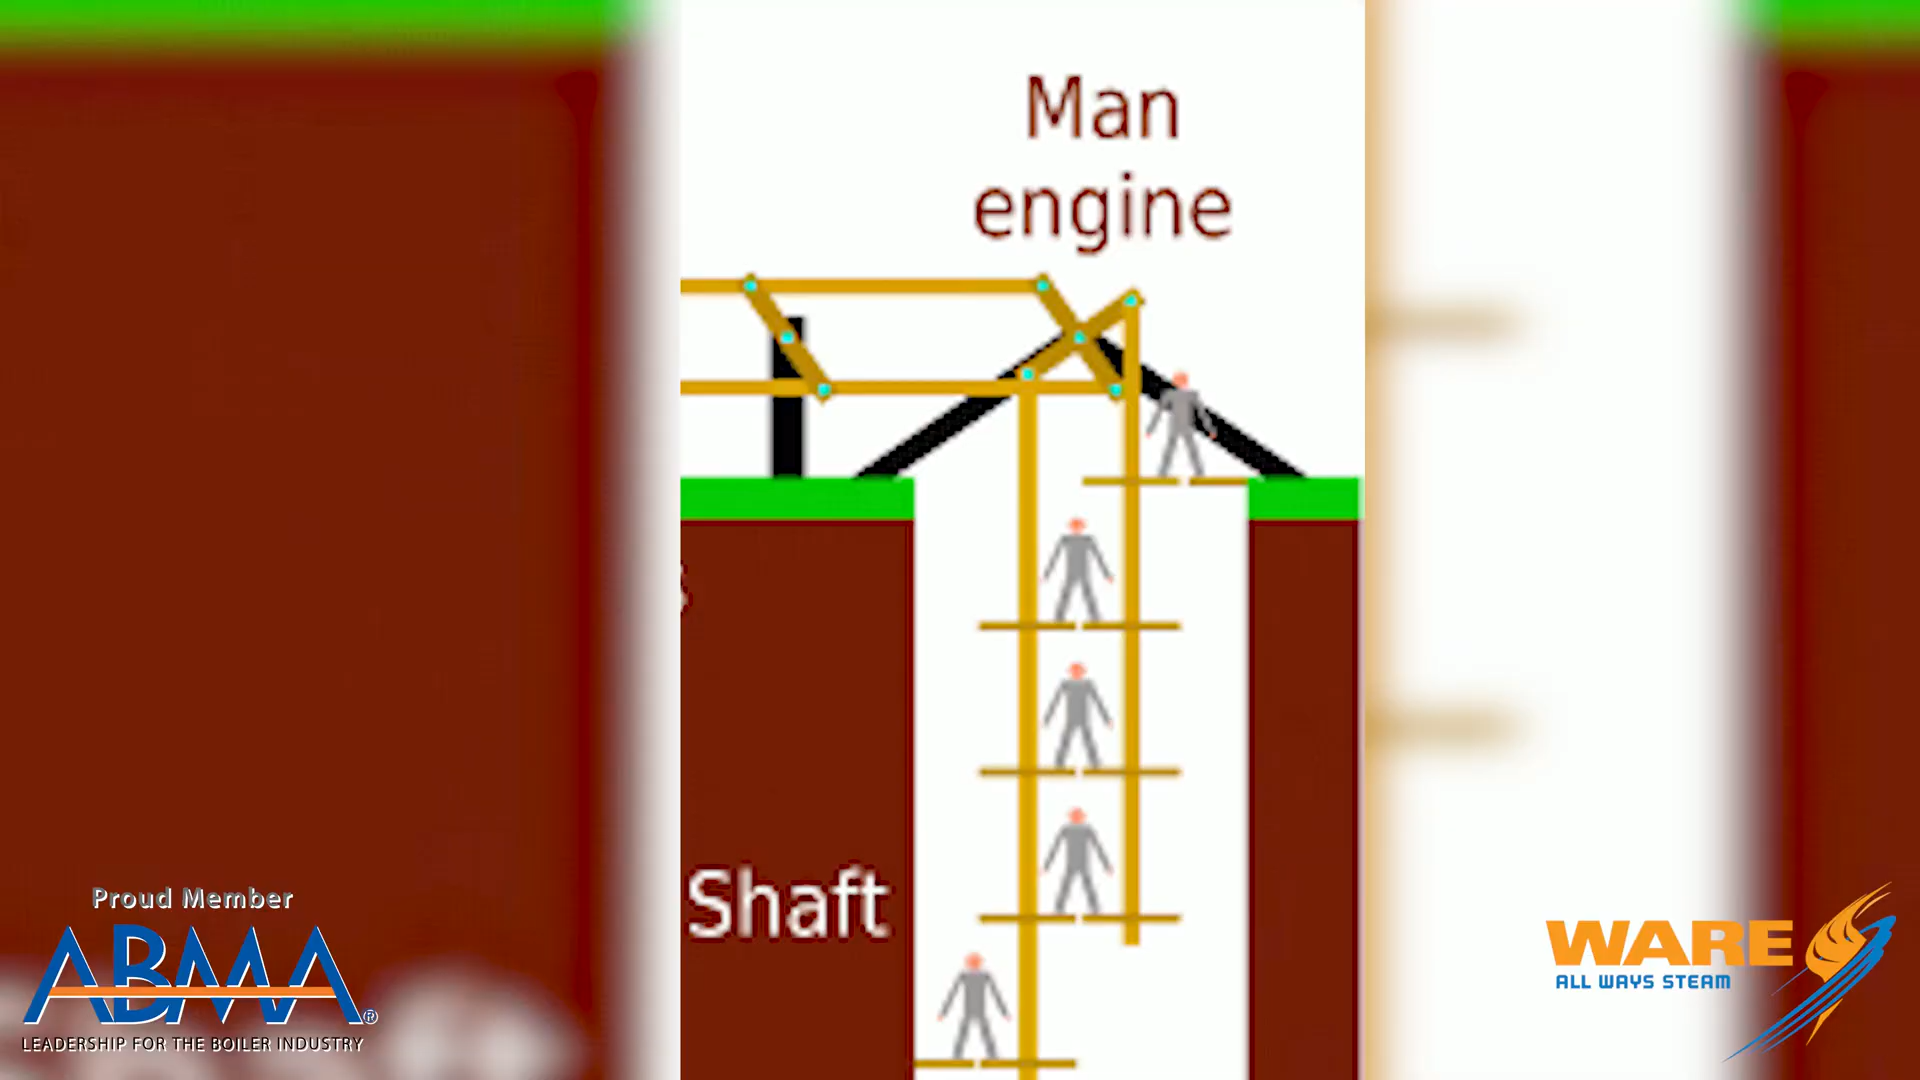 Man
engine
Shaft
Proud Member
ABMA®
LEADERSHIP FOR THE BOILER INDUSTRY
WARE
ALL WAYS STEAM